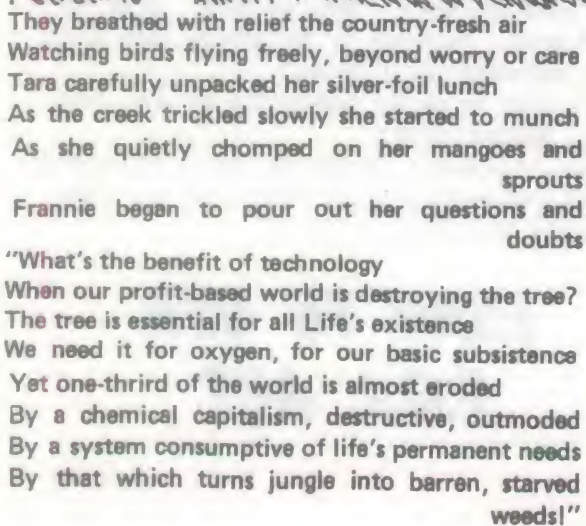 They breathed with relief the country-fresh air
Watching birds flying freely, beyond worry or care
Tara carefully unpacked her silver-foil lunch
As the creek trickled slowly she started to munch
As she quietly chomped on her mangoes and
sprouts
Frannie began to pour out her questions and
doubts
"What's the benefit of technology
When our profit-based world is destroying the tree?
The tree is essential for all Life's existence
We need it for oxygen, for our basic subsistence
Yet one-thrird of the world is almost eroded
By a chemical capitalism, destructive, outmoded
By a system consumptive of life's permanent needs
By that which turns jungle into barren, starved
weeds!"